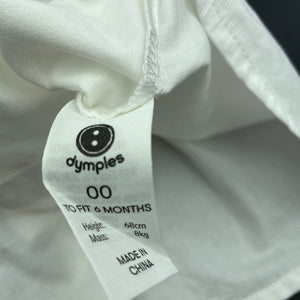 dymples
00
TO FIT 6 MONTHS
Height: 68cm
Mass: 8kg
MADE IN
CHINA